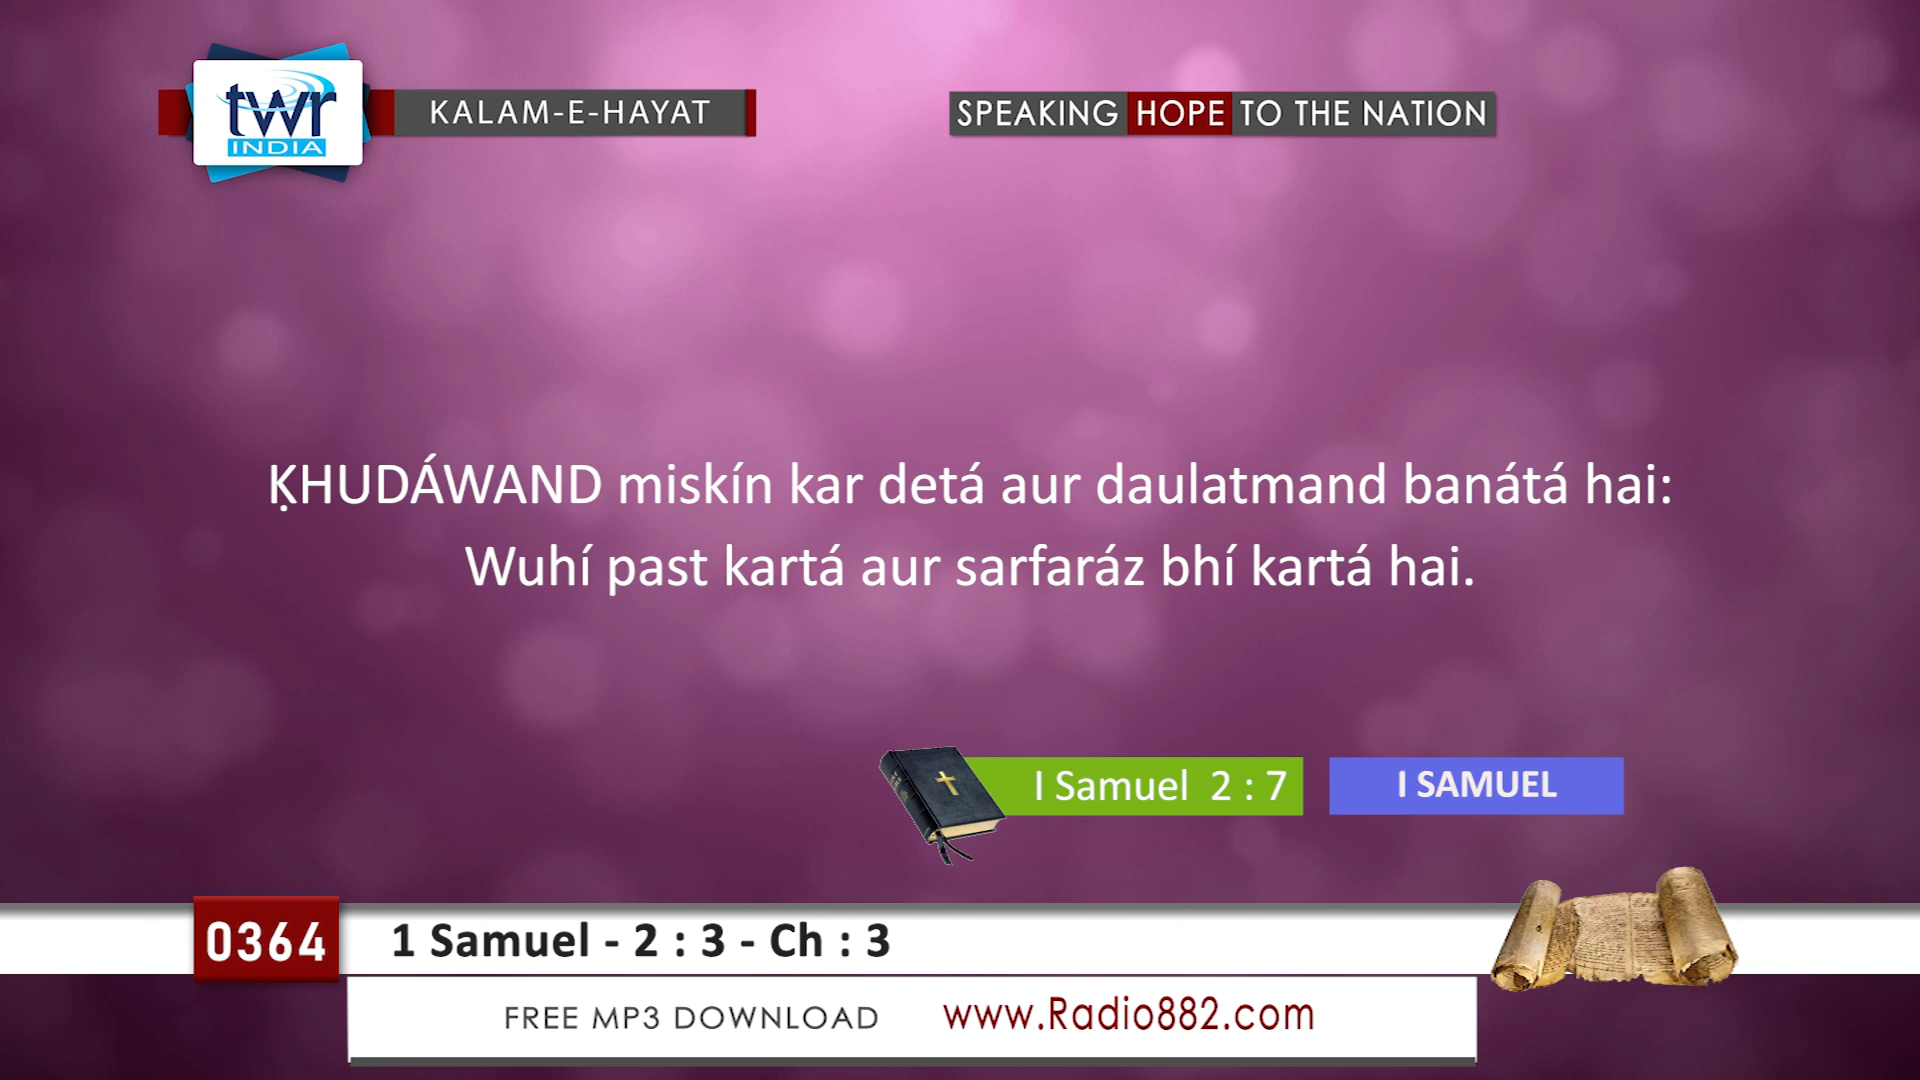 twr
INDIA
KALAM-E-HAYAT
SPEAKING HOPE TO THE NATION
ḲHUDÁWAND miskín kar detá aur daulatmand banátá hai:
Wuhí past kartá aur sarfaráz bhí kartá hai.
I Samuel 2 : 7
I SAMUEL
0364
1 Samuel - 2 : 3 - Ch : 3
FREE MP3 DOWNLOAD www.Radio882.com